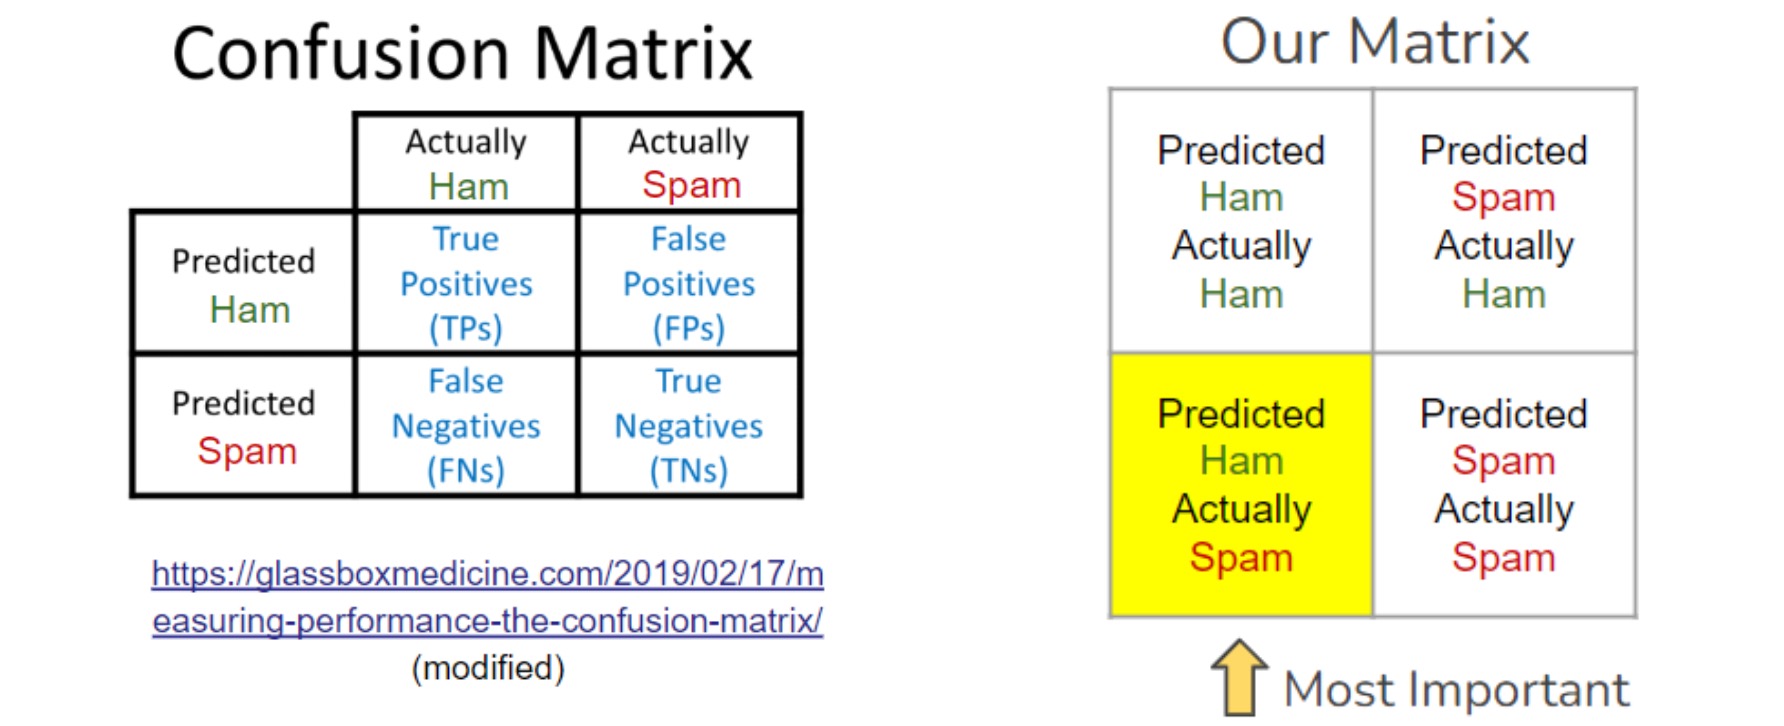 Confusion Matrix
Actually
Ham
Actually
Spam
Predicted
Ham
True
Positives
(TPs)
False
Positives
(FPs)
Predicted
Spam
False
Negatives
(FNs)
True
Negatives
(TNs)
https://glassboxmedicine.com/2019/02/17/m
easuring-performance-the-confusion-matrix/
(modified)
Our Matrix
Predicted
Ham
Actually
Ham
Predicted
Spam
Actually
Ham
Predicted
Ham
Actually
Spam
Predicted
Spam
Actually
Spam
Most Important